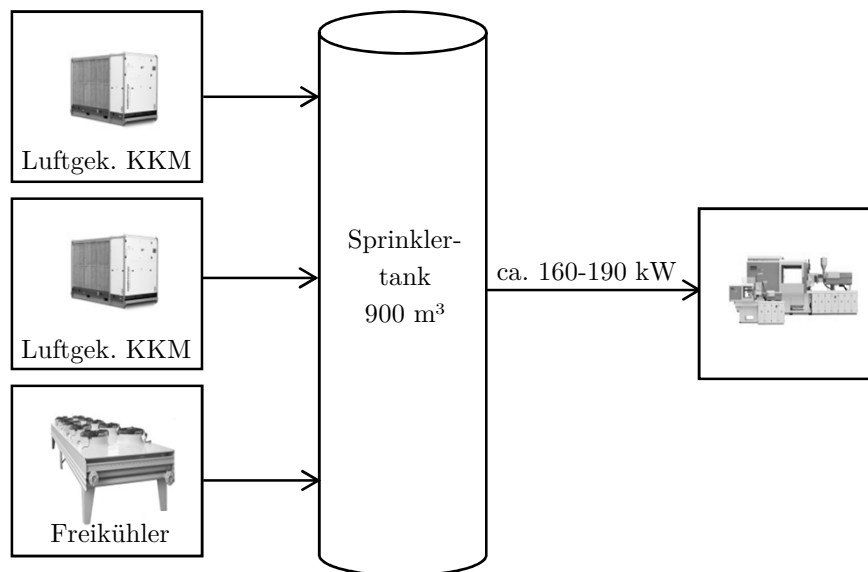 Luftgek. KKM
Luftgek. KKM
Freikühler
Sprinkler-
tank
900 m³
ca. 160-190 kW